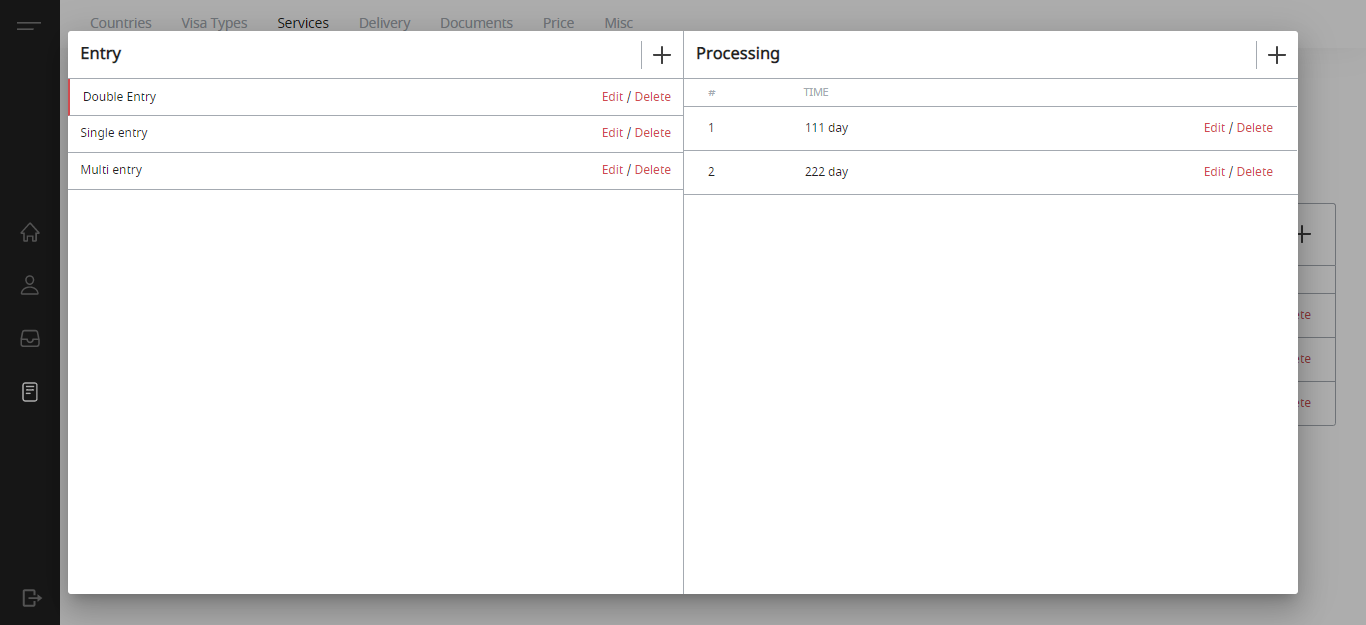 Countries Visa Types Services Delivery Documents Price Misc
Entry
Double Entry Edit / Delete
Single entry Edit / Delete
Multi entry Edit / Delete
Processing
# TIME
1 111 day Edit / Delete
2 222 day Edit / Delete
ete
ete
ete